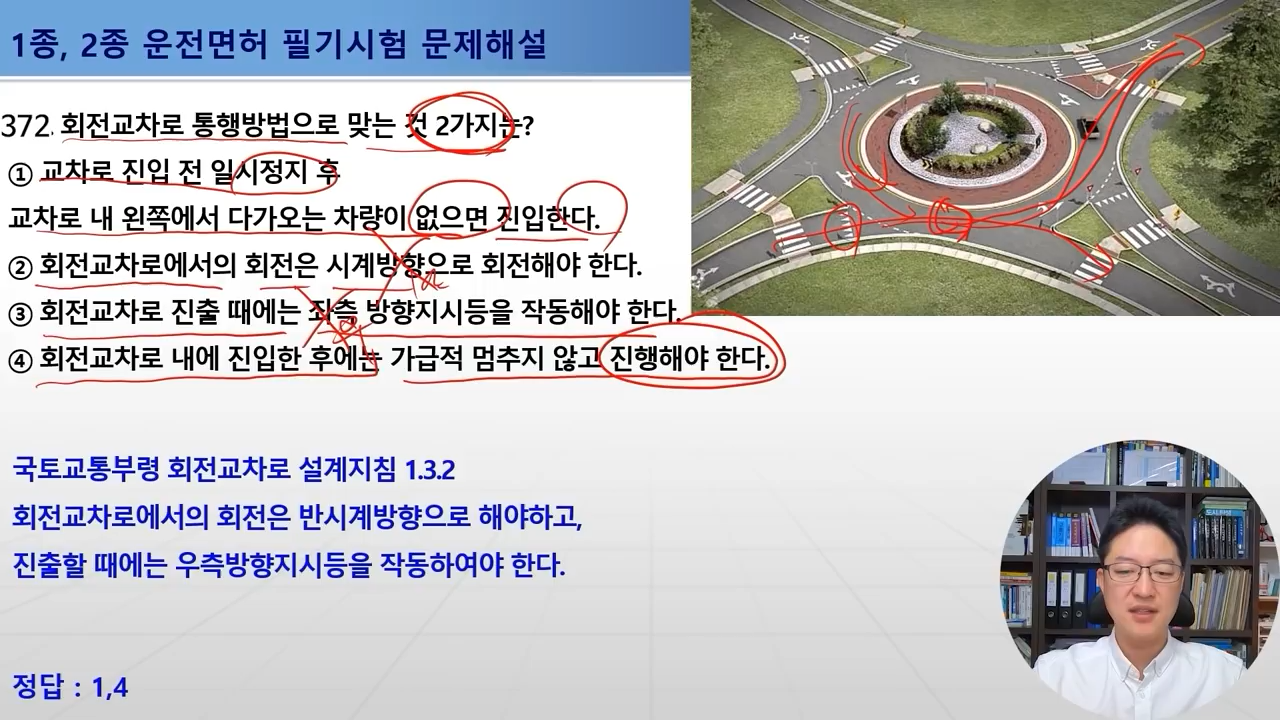 1종, 2종 운전면허 필기시험 문제해설
372. 회전교차로 통행방법으로 맞는 것 2가지는?
① 교차로 진입 전 일시정지 후
교차로 내 왼쪽에서 다가오는 차량이 없으면 진입한다.
② 회전교차로에서의 회전은 시계방향으로 회전해야 한다.
③ 회전교차로 진출 때에는 좌측 방향지시등을 작동해야 한다.
④ 회전교차로 내에 진입한 후에는 가급적 멈추지 않고 진행해야 한다.
국토교통부령 회전교차로 설계지침 1.3.2
회전교차로에서의 회전은 반시계방향으로 해야하고,
진출할 때에는 우측방향지시등을 작동하여야 한다.
정답 : 1,4